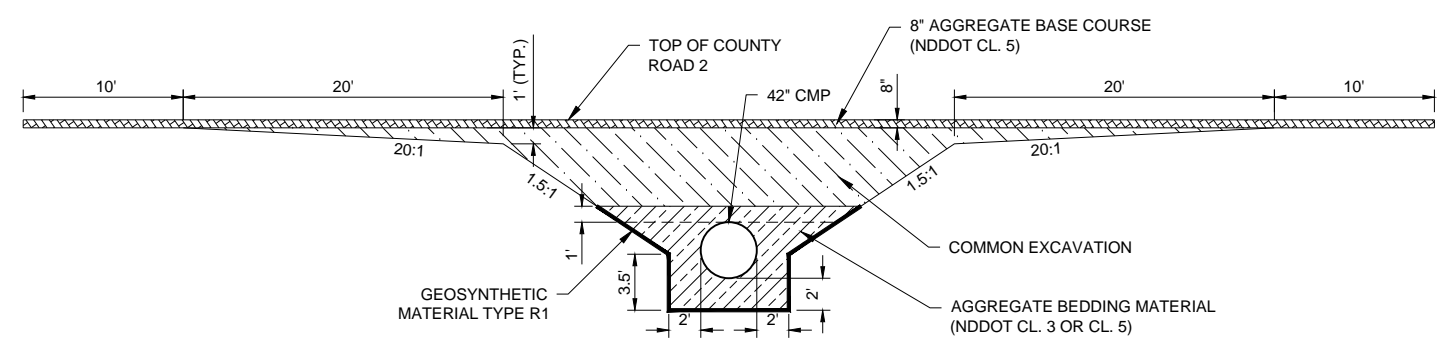 8" AGGREGATE BASE COURSE
(NDDOT CL. 5)
TOP OF COUNTY
ROAD 2
1' (TYP.)
10'
20'
42" CMP
8"
20'
10'
20:1
20:1
1.5:1
1.5:1
1'
COMMON EXCAVATION
3.5'
2'
GEOSYNTHETIC
MATERIAL TYPE R1
AGGREGATE BEDDING MATERIAL
(NDDOT CL. 3 OR CL. 5)
2'
2'